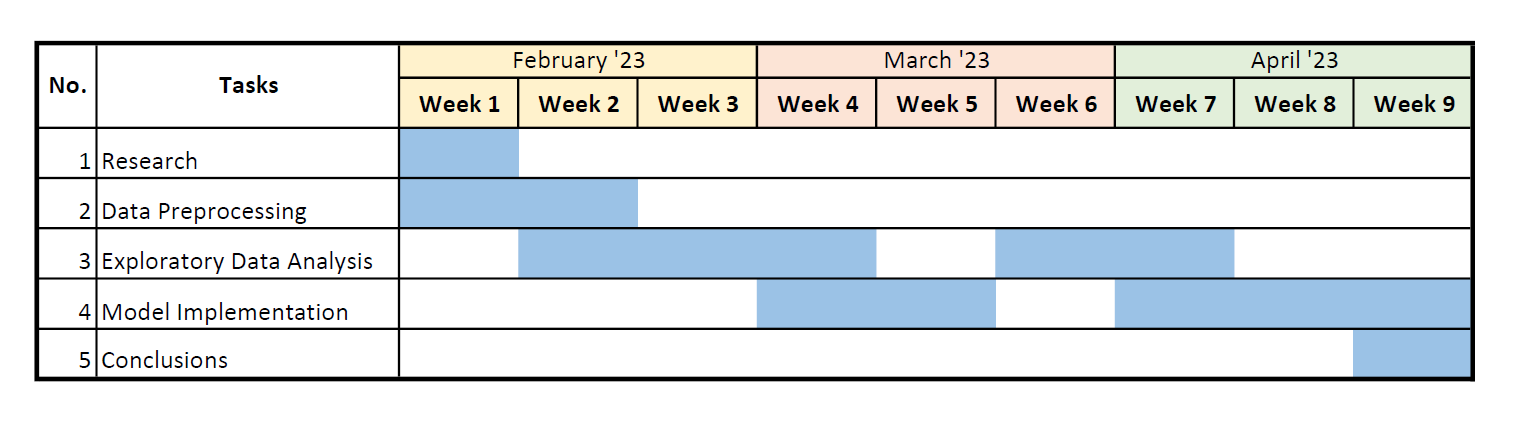 No. Tasks February '23 March '23 April '23
Week 1 Week 2 Week 3 Week 4 Week 5 Week 6 Week 7 Week 8 Week 9
1 Research
2 Data Preprocessing
3 Exploratory Data Analysis
4 Model Implementation
5 Conclusions